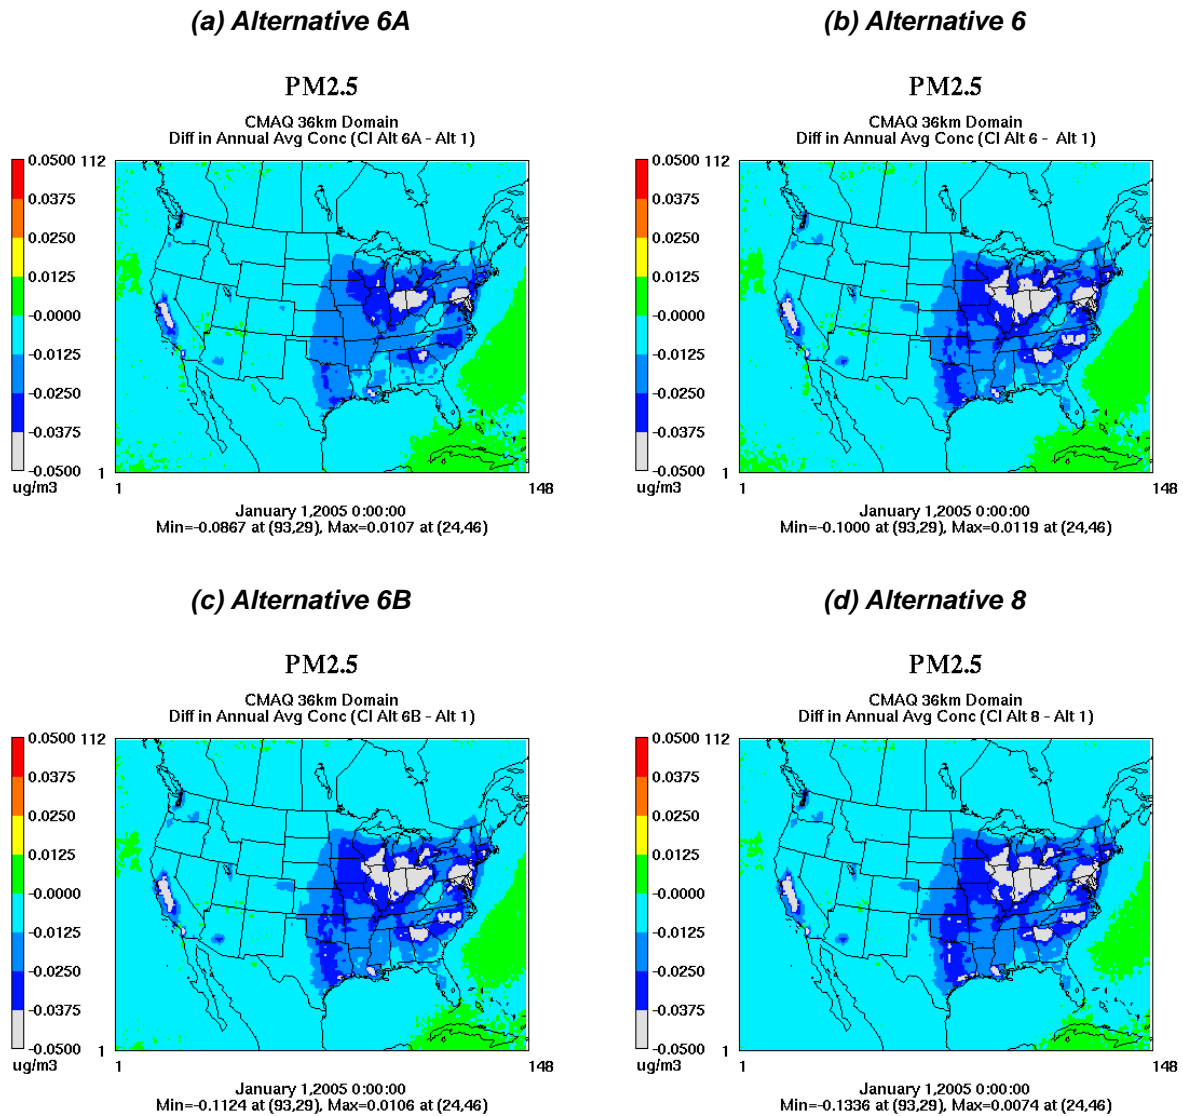 (a) Alternative 6A
PM2.5
CMAQ 36km Domain
Diff in Annual Avg Conc (CI Alt 6A - Alt 1)
0.0500
0.0375
0.0250
0.0125
-0.0000
-0.0125
-0.0250
-0.0375
-0.0500
ug/m3
112
1
1
148
January 1,2005 0:00:00
Min=-0.0867 at (93,29), Max=0.0107 at (24,46)
(b) Alternative 6
PM2.5
CMAQ 36km Domain
Diff in Annual Avg Conc (CI Alt 6 - Alt 1)
0.0500
0.0375
0.0250
0.0125
-0.0000
-0.0125
-0.0250
-0.0375
-0.0500
ug/m3
112
1
1
148
January 1,2005 0:00:00
Min=-0.1000 at (93,29), Max=0.0119 at (24,46)
(c) Alternative 6B
PM2.5
CMAQ 36km Domain
Diff in Annual Avg Conc (CI Alt 6B - Alt 1)
0.0500
0.0375
0.0250
0.0125
-0.0000
-0.0125
-0.0250
-0.0375
-0.0500
ug/m3
112
1
1
148
January 1,2005 0:00:00
Min=-0.1124 at (93,29), Max=0.0106 at (24,46)
(d) Alternative 8
PM2.5
CMAQ 36km Domain
Diff in Annual Avg Conc (CI Alt 8 - Alt 1)
0.0500
0.0375
0.0250
0.0125
-0.0000
-0.0125
-0.0250
-0.0375
-0.0500
ug/m3
112
1
1
148
January 1,2005 0:00:00
Min=-0.1336 at (93,29), Max=0.0074 at (24,46)